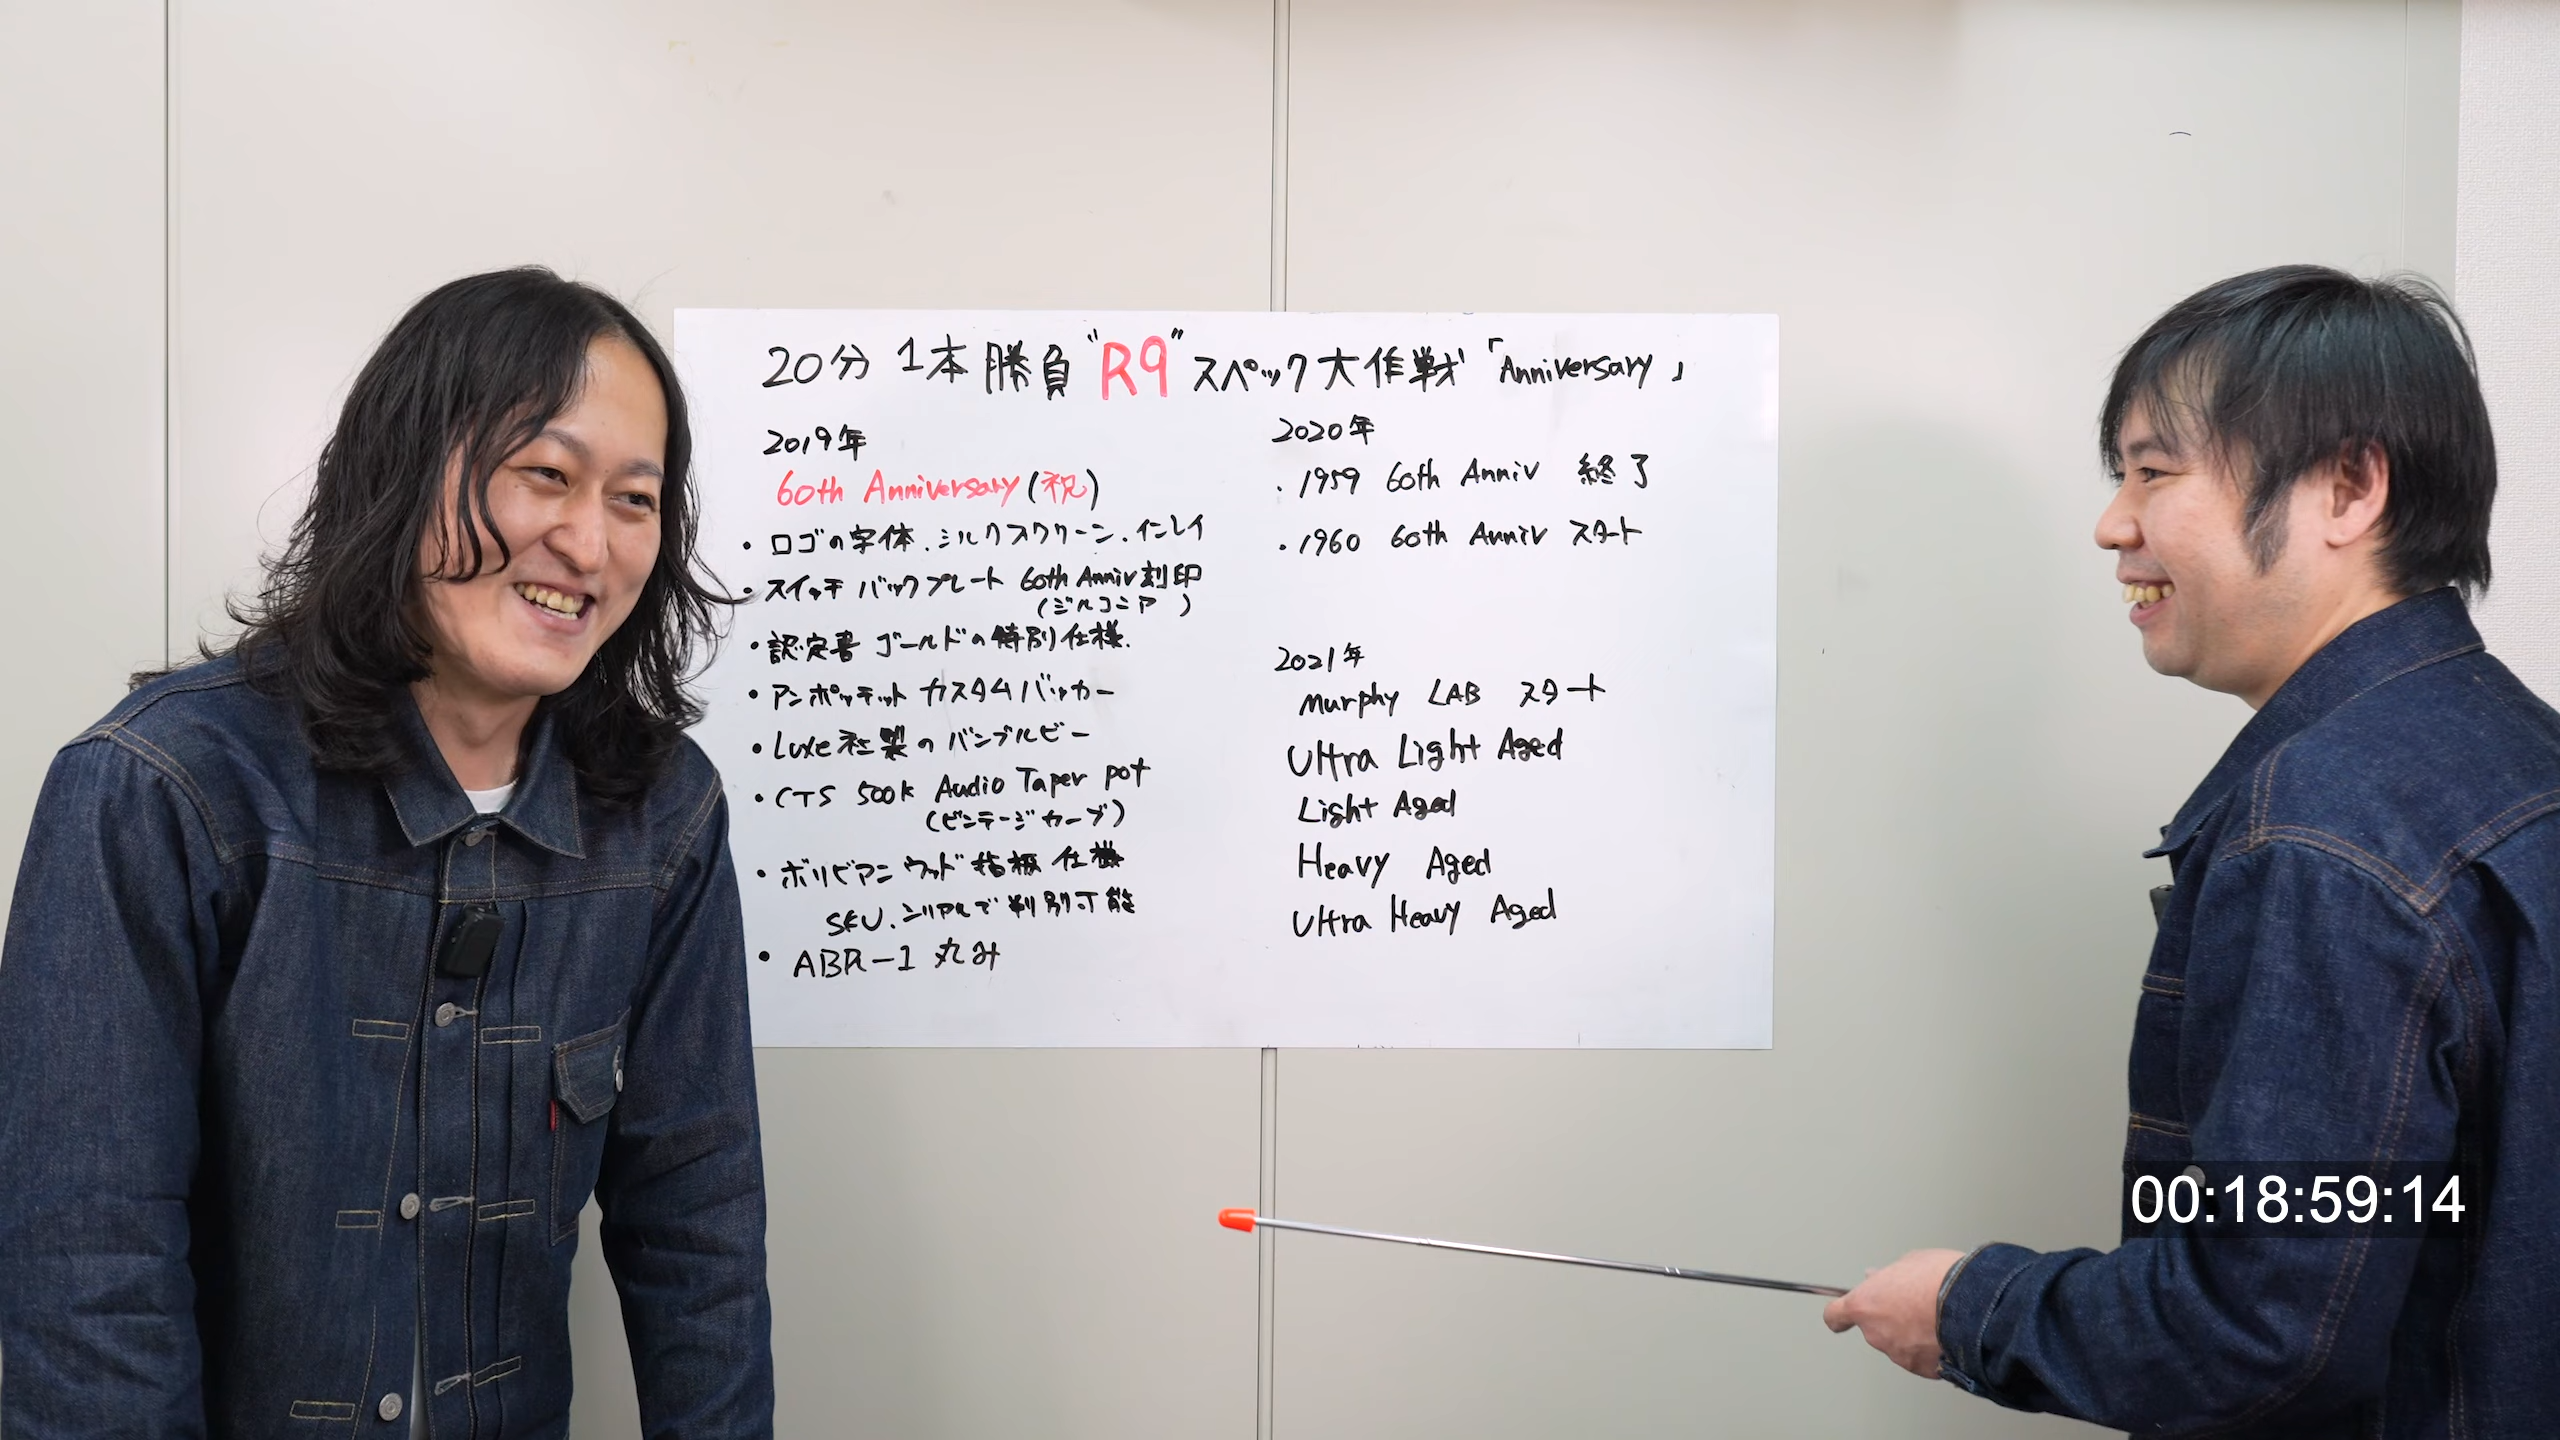 20分 1本勝負 "R9" スペック大作戦「Anniversary」
2019年
60th Anniversary (祝)
・ロゴの字体、シルクスクリーン、インレイ
・スイッチ バックプレート 60th Anniv 刻印
(ジルコニア)
・認定書 ゴールドの特別仕様.
・アンポッテット カスタムバッカー
・Luxe社製のバンブルビー
・CTS 500k Audio Taper pot
(ビンテージカーブ)
・ボリビアンウッド指板仕様
SKU、シリアルで判別可能
・ABR-1 丸み
2020年
・1959 60th Anniv 終了
・1960 60th Anniv スタート
2021年
Murphy LAB スタート
Ultra Light Aged
Light Aged
Heavy Aged
Ultra Heavy Aged
00:18:59:14